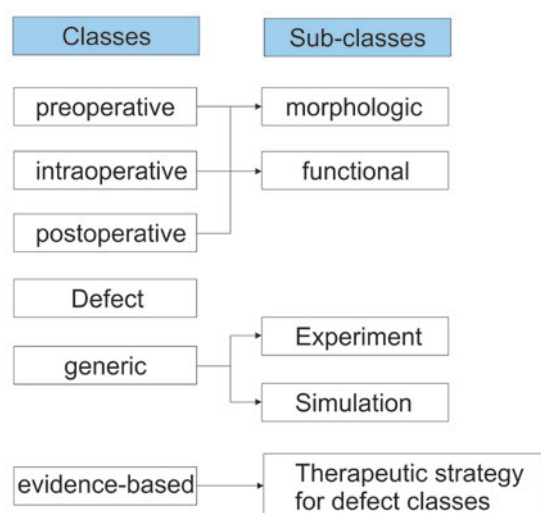 Classes
Sub-classes
preoperative
morphologic
intraoperative
functional
postoperative
Defect
Experiment
generic
Simulation
evidence-based
Therapeutic strategy
for defect classes